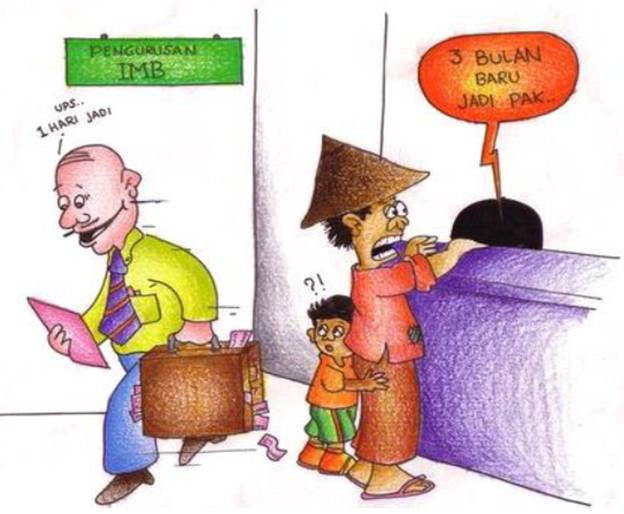 PENGURUSAN
IMB
UPS..
1 HARI JADI
3 BULAN
BARU
JADI PAK..
?!